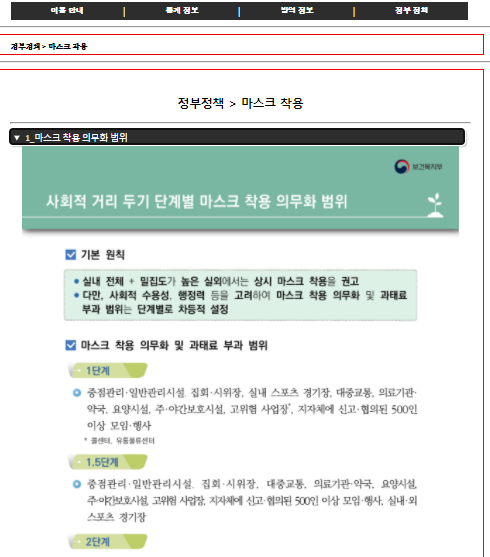 이용 안내 통계 정보 방역 정보 정부 정책
정부정책 > 마스크 착용
정부정책 > 마스크 착용
▼ 1_마스크 착용 의무화 범위
보건복지부
사회적 거리 두기 단계별 마스크 착용 의무화 범위
기본 원칙
• 실내 전체 + 밀집도가 높은 실외에서는 상시 마스크 착용을 권고
• 다만, 사회적 수용성, 행정력 등을 고려하여 마스크 착용 의무화 및 과태료
부과 범위는 단계별로 차등적 설정
마스크 착용 의무화 및 과태료 부과 범위
1단계
중점관리·일반관리시설, 집회·시위장, 실내 스포츠 경기장, 대중교통, 의료기관·
약국, 요양시설, 주·야간보호시설, 고위험 사업장*, 지자체에 신고·협의된 500인
이상 모임·행사
* 콜센터, 유통물류센터
1.5단계
중점관리·일반관리시설, 집회·시위장, 대중교통, 의료기관·약국, 요양시설,
주·야간보호시설, 고위험 사업장, 지자체에 신고·협의된 500인 이상 모임·행사, 실내·외
스포츠 경기장
2단계